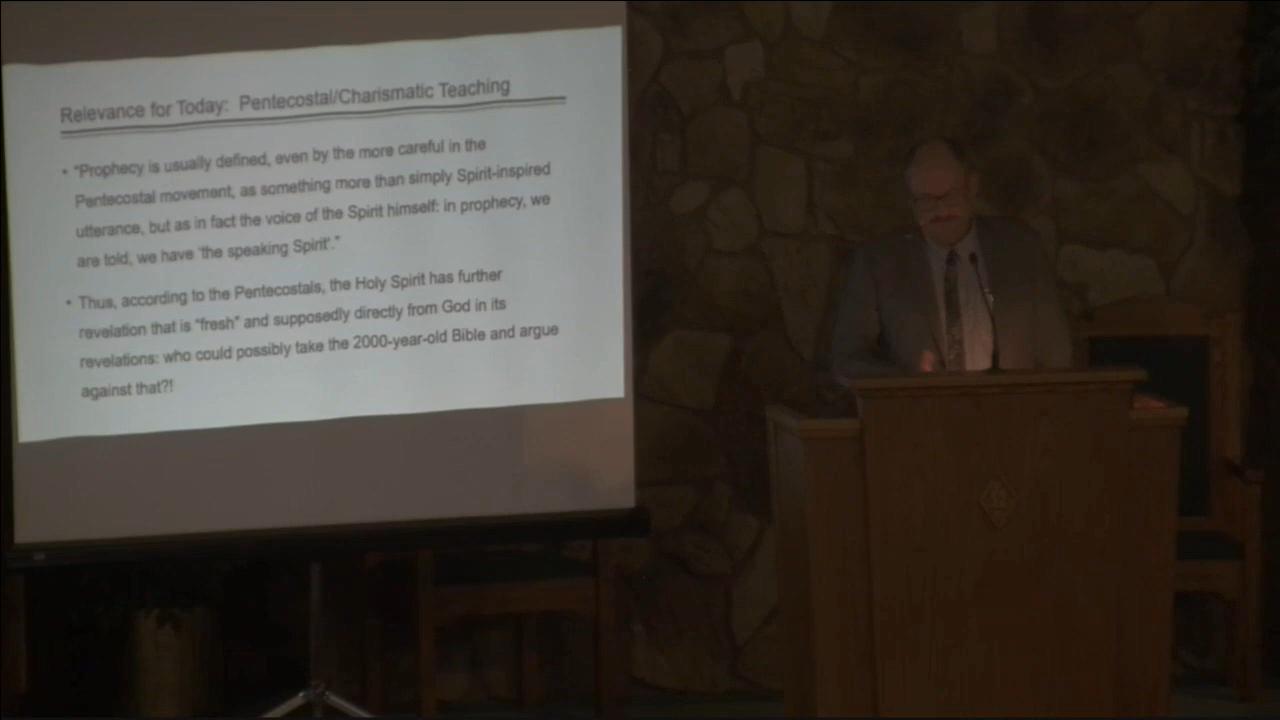 Relevance for Today: Pentecostal/Charismatic Teaching
• "Prophecy is usually defined, even by the more careful in the
Pentecostal movement, as something more than simply Spirit-inspired
utterance, but as in fact the voice of the Spirit himself: in prophecy, we
are told, we have 'the speaking Spirit'."
• Thus, according to the Pentecostals, the Holy Spirit has further
revelation that is "fresh" and supposedly directly from God in its
revelations: who could possibly take the 2000-year-old Bible and argue
against that?!